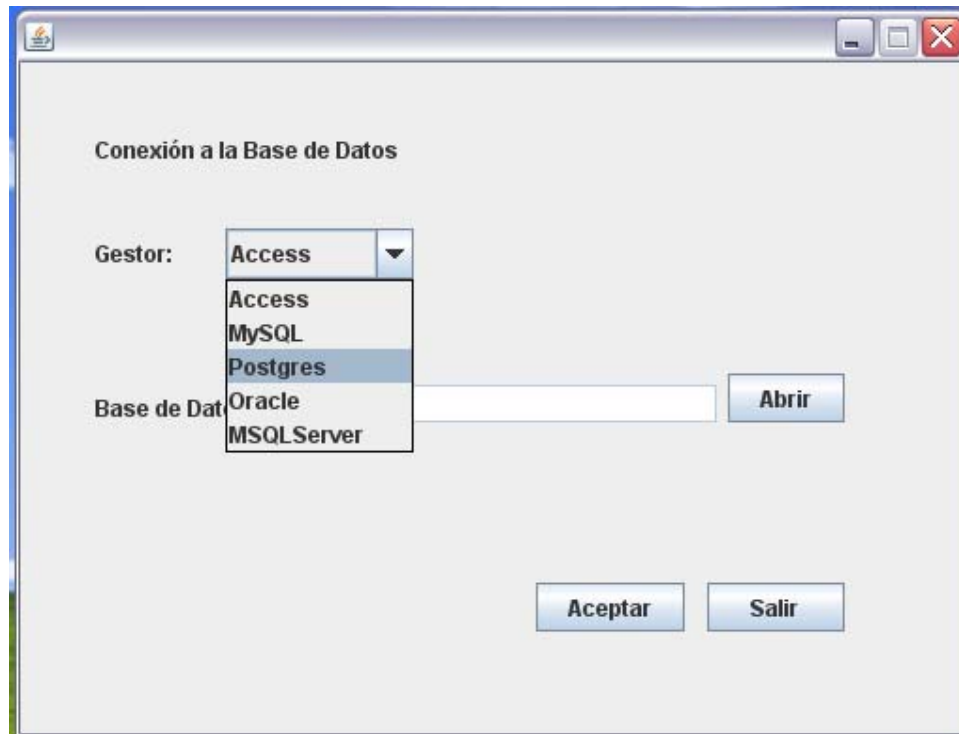 Conexión a la Base de Datos
Gestor: Access
Access
MySQL
Postgres
Base de Dat Oracle Abrir
MSQLServer
Aceptar Salir